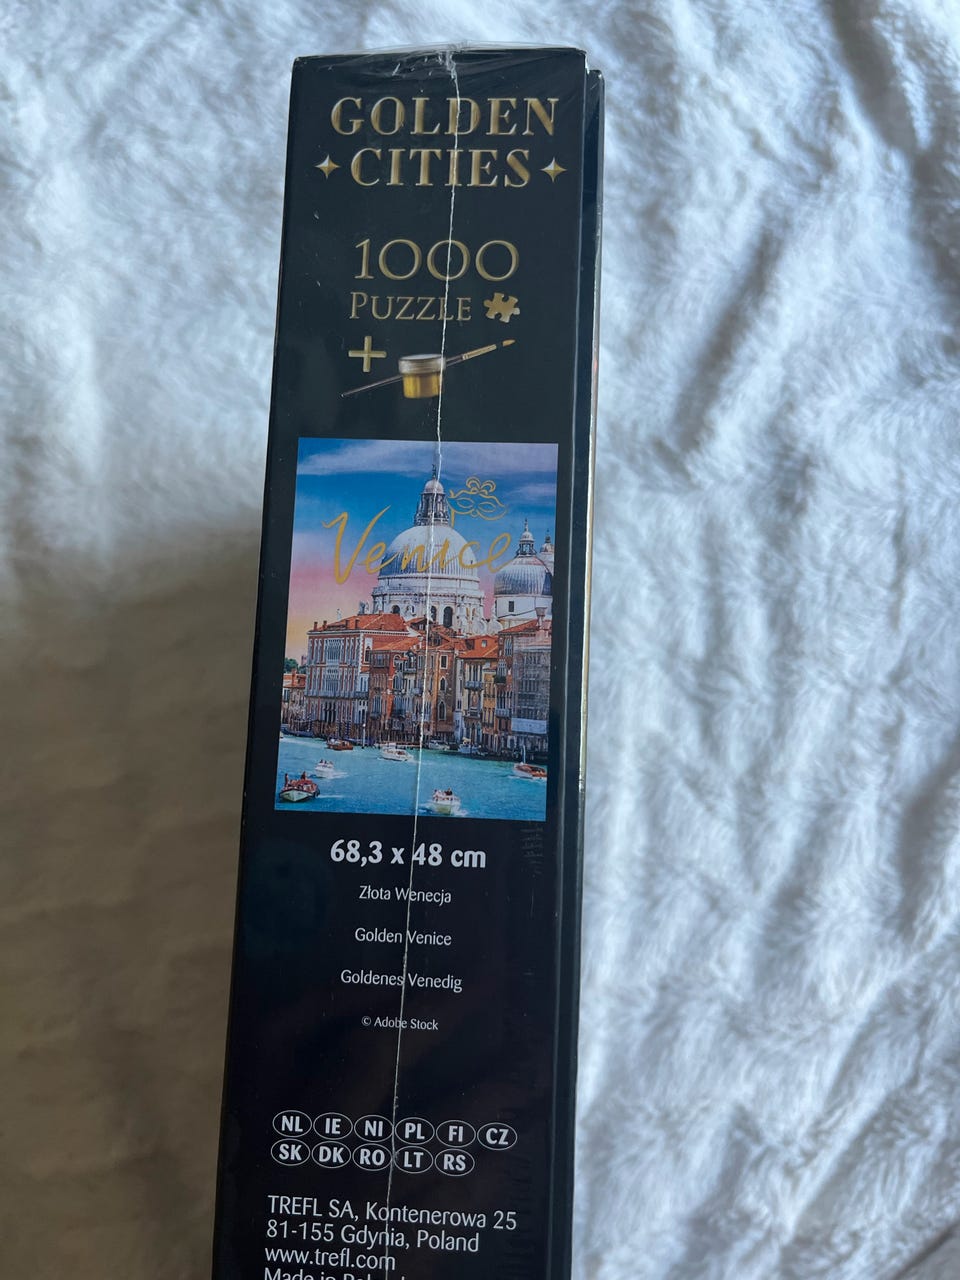 GOLDEN
CITIES
1000
PUZZLE
+
Venice
68,3 x 48 cm
Złota Wenecja
Golden Venice
Goldenes Venedig
© Adobe Stock
NL IE NI PL FI CZ
SK DK RO LT RS
TREFL SA, Kontenerowa 25
81-155 Gdynia, Poland
www.trefl.com
Made in